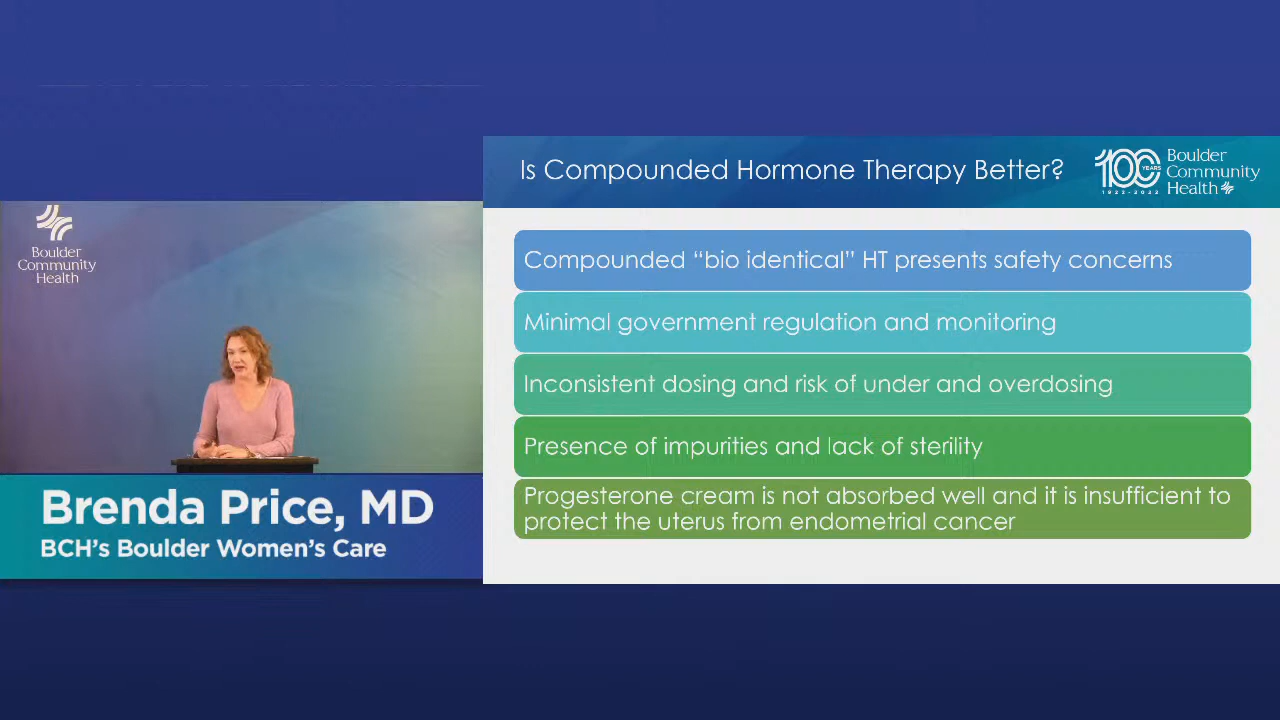 Boulder
Community
Health
Brenda Price, MD
BCH's Boulder Women's Care
Is Compounded Hormone Therapy Better?
100
YEARS
1922-2022
Boulder
Community
Health
Compounded “bio identical” HT presents safety concerns
Minimal government regulation and monitoring
Inconsistent dosing and risk of under and overdosing
Presence of impurities and lack of sterility
Progesterone cream is not absorbed well and it is insufficient to
protect the uterus from endometrial cancer